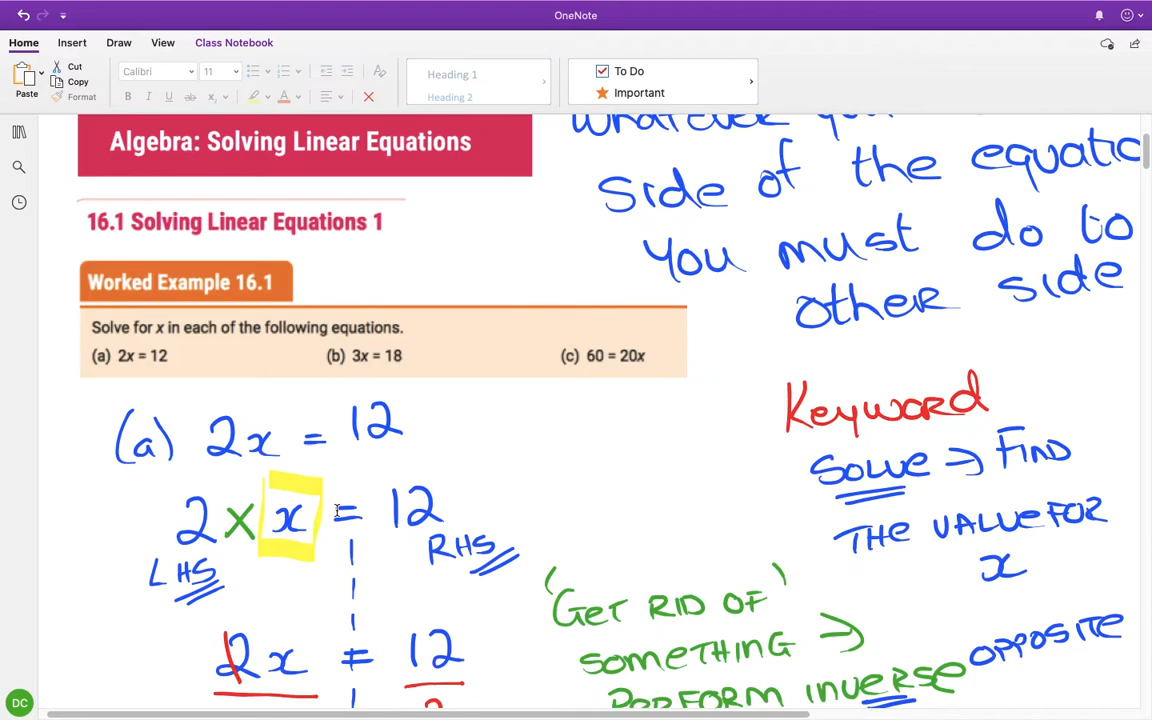 OneNote
Home Insert Draw View Class Notebook
Paste
Cut
Copy
Format
Calibri 11
B I U ab x A
Heading 1
Heading 2
To Do
Important
Algebra: Solving Linear Equations
16.1 Solving Linear Equations 1
Worked Example 16.1
Solve for x in each of the following equations.
(a) 2x = 12 (b) 3x = 18 (c) 60 = 20x
whatever you
side of the equatio
you must do to
other side
(a) 2x = 12
2 × x = 12
LHS RHS
2x = 12
Keyword
SOLVE → FIND
THE VALUE FOR
x
'GET RID OF'
SOMETHING →
PERFORM INVERSE
OPPOSITE
DC